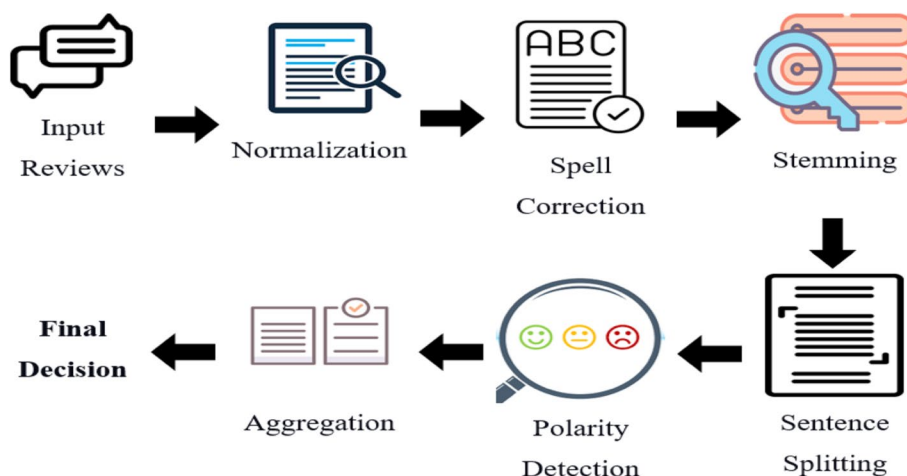 Input
Reviews
Normalization
ABC
Spell
Correction
Stemming
Sentence
Splitting
Polarity
Detection
Aggregation
Final
Decision